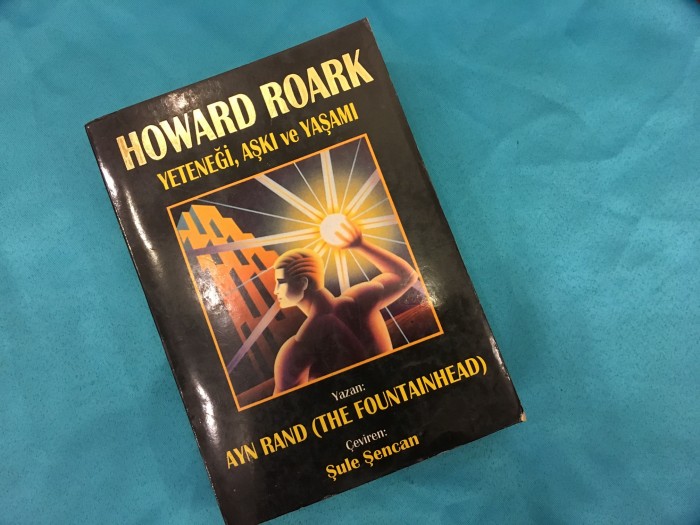 HOWARD ROARK
YETENEĞİ, AŞKI ve YAŞAMI
Yazan:
AYN RAND (THE FOUNTAINHEAD)
Çeviren:
Şule Şencan